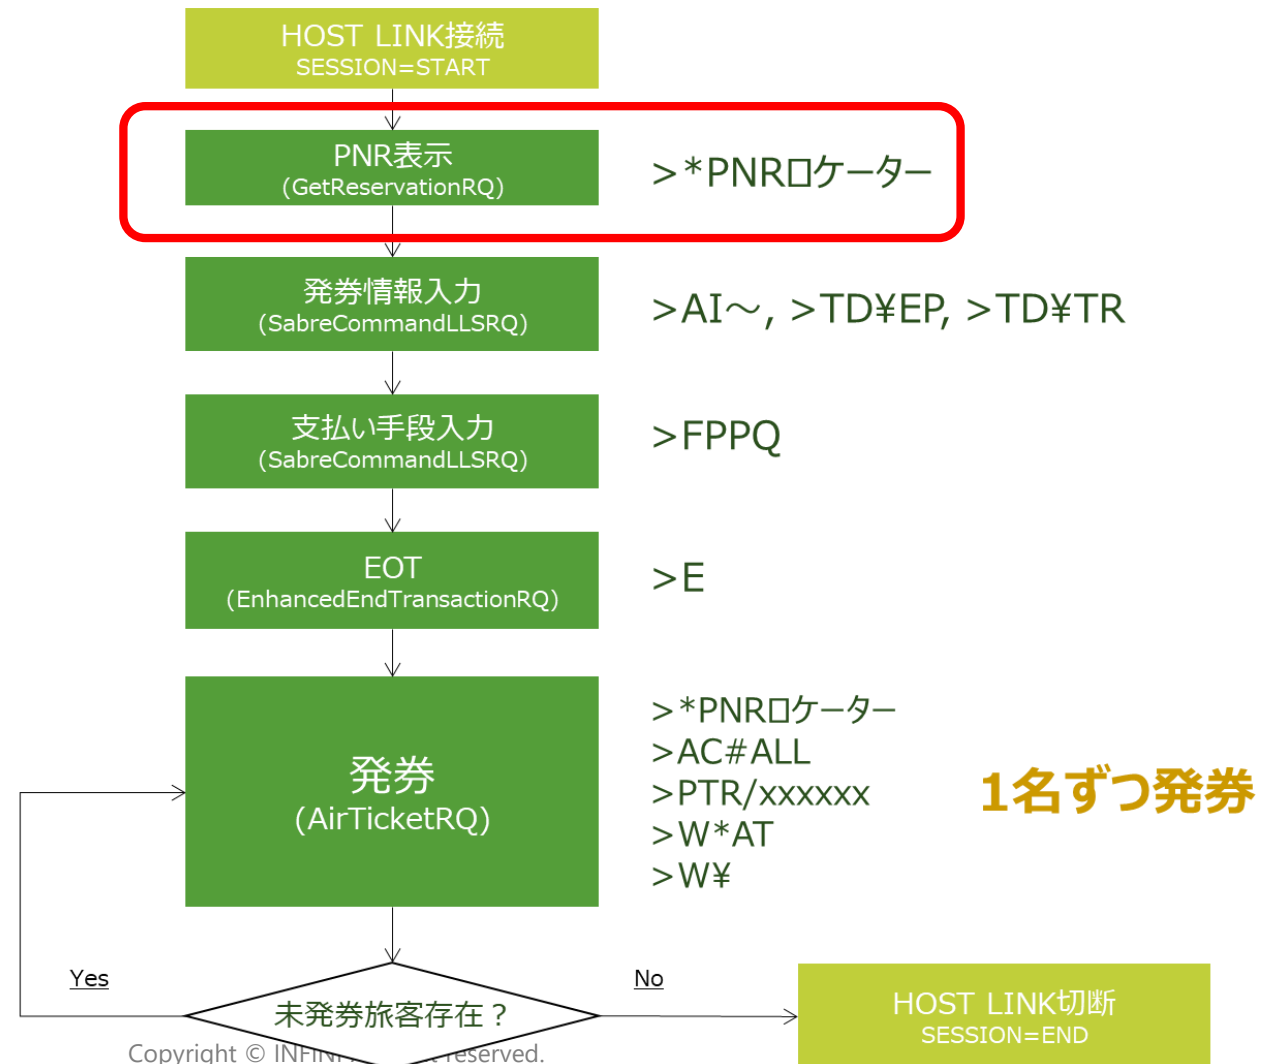 HOST LINK接続
SESSION=START
PNR表示
(GetReservationRQ)
>*PNRロケーター
発券情報入力
(SabreCommandLLSRQ)
>AI～, >TD¥EP, >TD¥TR
支払い手段入力
(SabreCommandLLSRQ)
>FPPQ
EOT
(EnhancedEndTransactionRQ)
>E
発券
(AirTicketRQ)
>*PNRロケーター
>AC#ALL
>PTR/xxxxxx
>W*AT
>W¥
1名ずつ発券
Yes
未発券旅客存在？
No
HOST LINK切断
SESSION=END
Copyright © reserved.